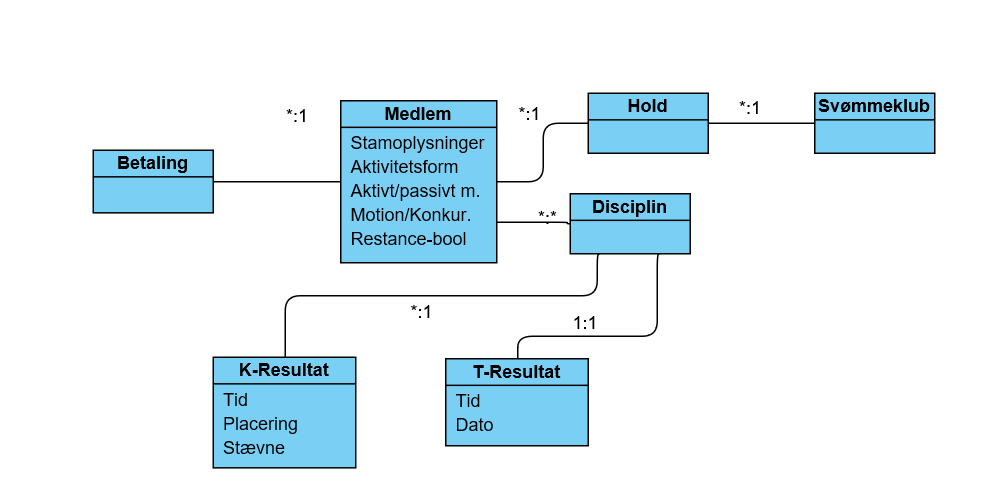 *:1
Medlem
Stamoplysninger
Aktivitetsform
Aktivt/passivt m.
Motion/Konkur.
Restance-bool
*:1
Hold
*:1
Svømmeklub
Betaling
*:*
Disciplin
*:1
1:1
K-Resultat
Tid
Placering
Stævne
T-Resultat
Tid
Dato